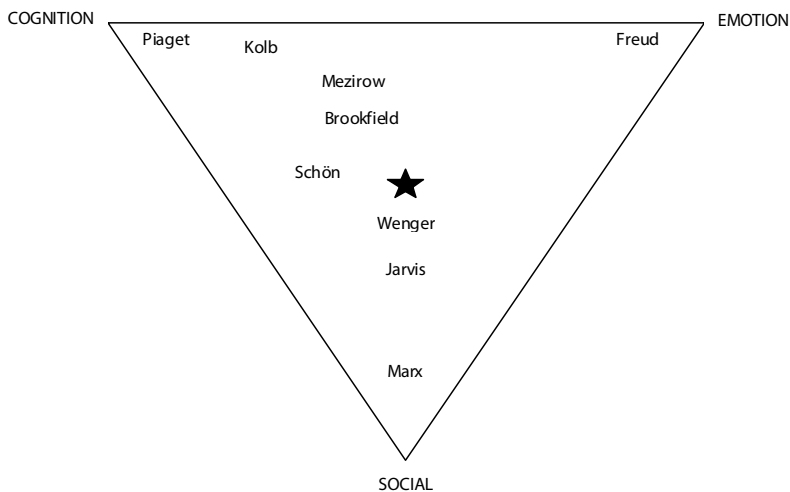 COGNITION
EMOTION
Piaget
Kolb
Freud
Mezirow
Brookfield
Schön
Wenger
Jarvis
Marx
SOCIAL